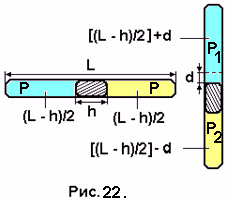 [(L - h)/2]+d
L
P
P
(L - h)/2
h
(L - h)/2
P1
d
P2
[(L - h)/2]- d
Рис.22.